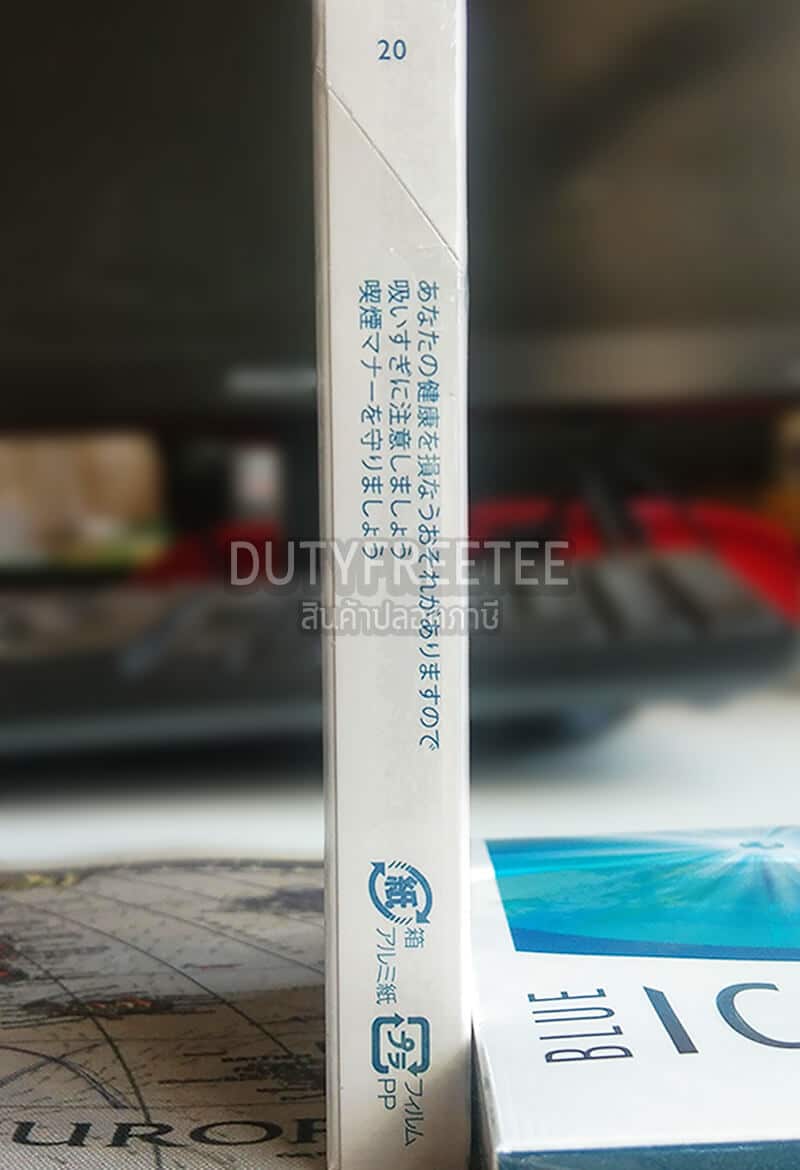 20
あなたの健康を損なうおそれがありますので
吸いすぎに注意しましょう
喫煙マナーを守りましょう
DUTYFREETEE
สินค้าปลอดภาษี
紙
箱
アルミ紙
プラ
フィルム
PP
BLUE
IC
UROP